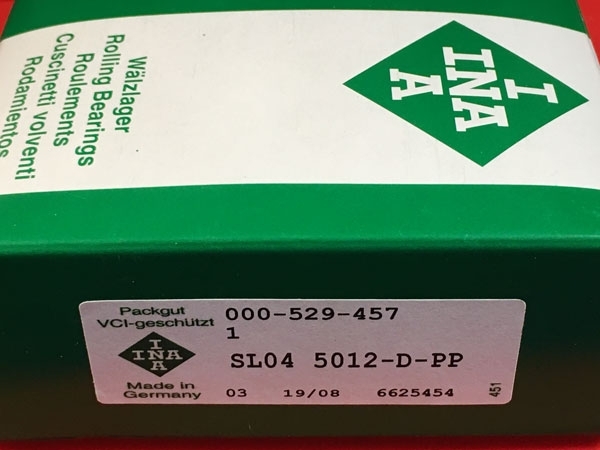 Wälzlager
Rolling Bearings
Roulements
Cuscinetti volventi
Rodamientos
I
INA
A
Packgut
VCI-geschützt
000-529-457
1
I
INA
A
SL04 5012-D-PP
Made in
Germany
03 19/08 6625454
451